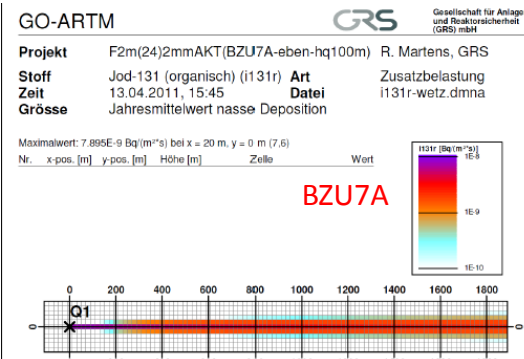 GO-ARTM
GRS
Gesellschaft für Anlage
und Reaktorsicherheit
(GRS) mbH
Projekt F2m(24)2mmAKT(BZU7A-eben-hq100m) R. Martens, GRS
Stoff Jod-131 (organisch) (i131r) Art Zusatzbelastung
Zeit 13.04.2011, 15:45 Datei i131r-wetz.dmna
Grösse Jahresmittelwert nasse Deposition
Maximalwert: 7.895E-9 Bq/(m²*s) bei x = 20 m, y = 0 m (7,6)
Nr. x-pos. [m] y-pos. [m] Höhe [m] Zelle Wert
I131r [Bq/(m²*s)]
1E-8
1E-9
1E-10
BZU7A
0 200 400 600 800 1000 1200 1400 1600 1800
Q1
0 0